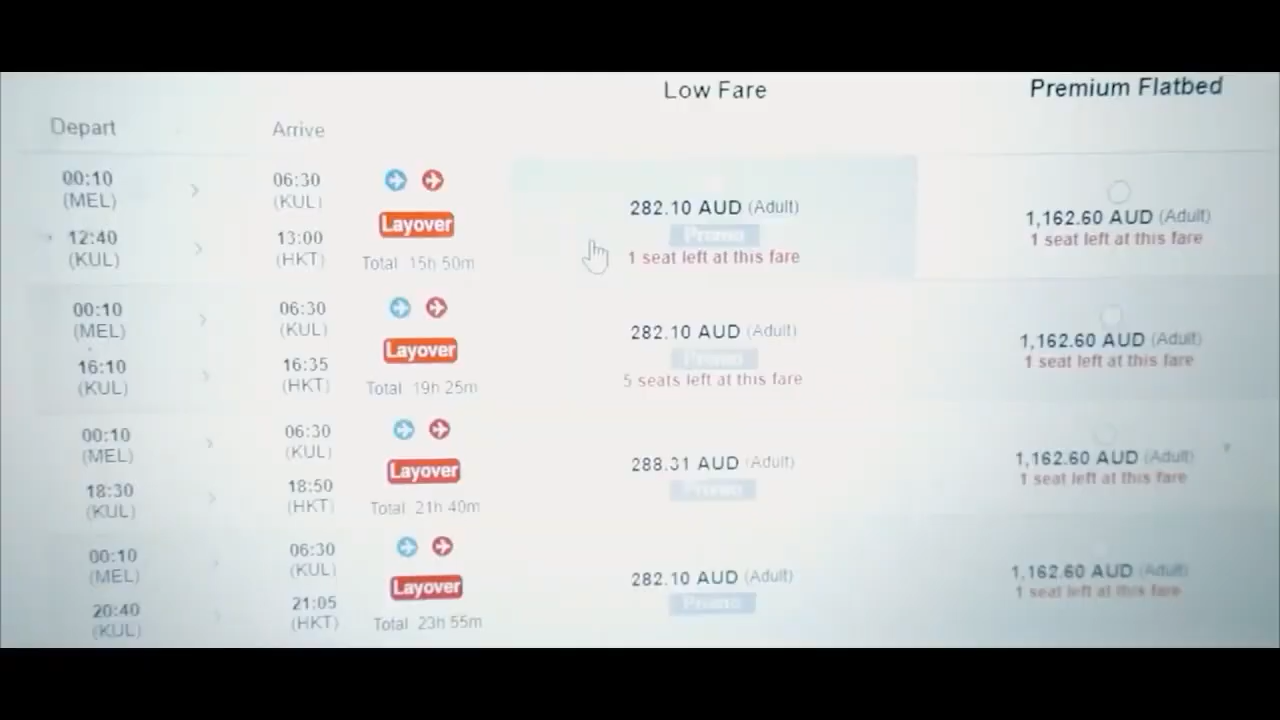 Low Fare
Premium Flatbed
Depart
Arrive
00:10
(MEL)
06:30
(KUL)
Layover
12:40
(KUL)
13:00
(HKT)
Total 15h 50m
282.10 AUD (Adult)
Promo
1 seat left at this fare
1,162.60 AUD (Adult)
1 seat left at this fare
00:10
(MEL)
06:30
(KUL)
Layover
16:10
(KUL)
16:35
(HKT)
Total 19h 25m
282.10 AUD (Adult)
Promo
5 seats left at this fare
1,162.60 AUD (Adult)
1 seat left at this fare
00:10
(MEL)
06:30
(KUL)
Layover
18:30
(KUL)
18:50
(HKT)
Total 21h 40m
288.31 AUD (Adult)
Promo
1,162.60 AUD (Adult)
1 seat left at this fare
00:10
(MEL)
06:30
(KUL)
Layover
20:40
(KUL)
21:05
(HKT)
Total 23h 55m
282.10 AUD (Adult)
Promo
1,162.60 AUD (Adult)
1 seat left at this fare